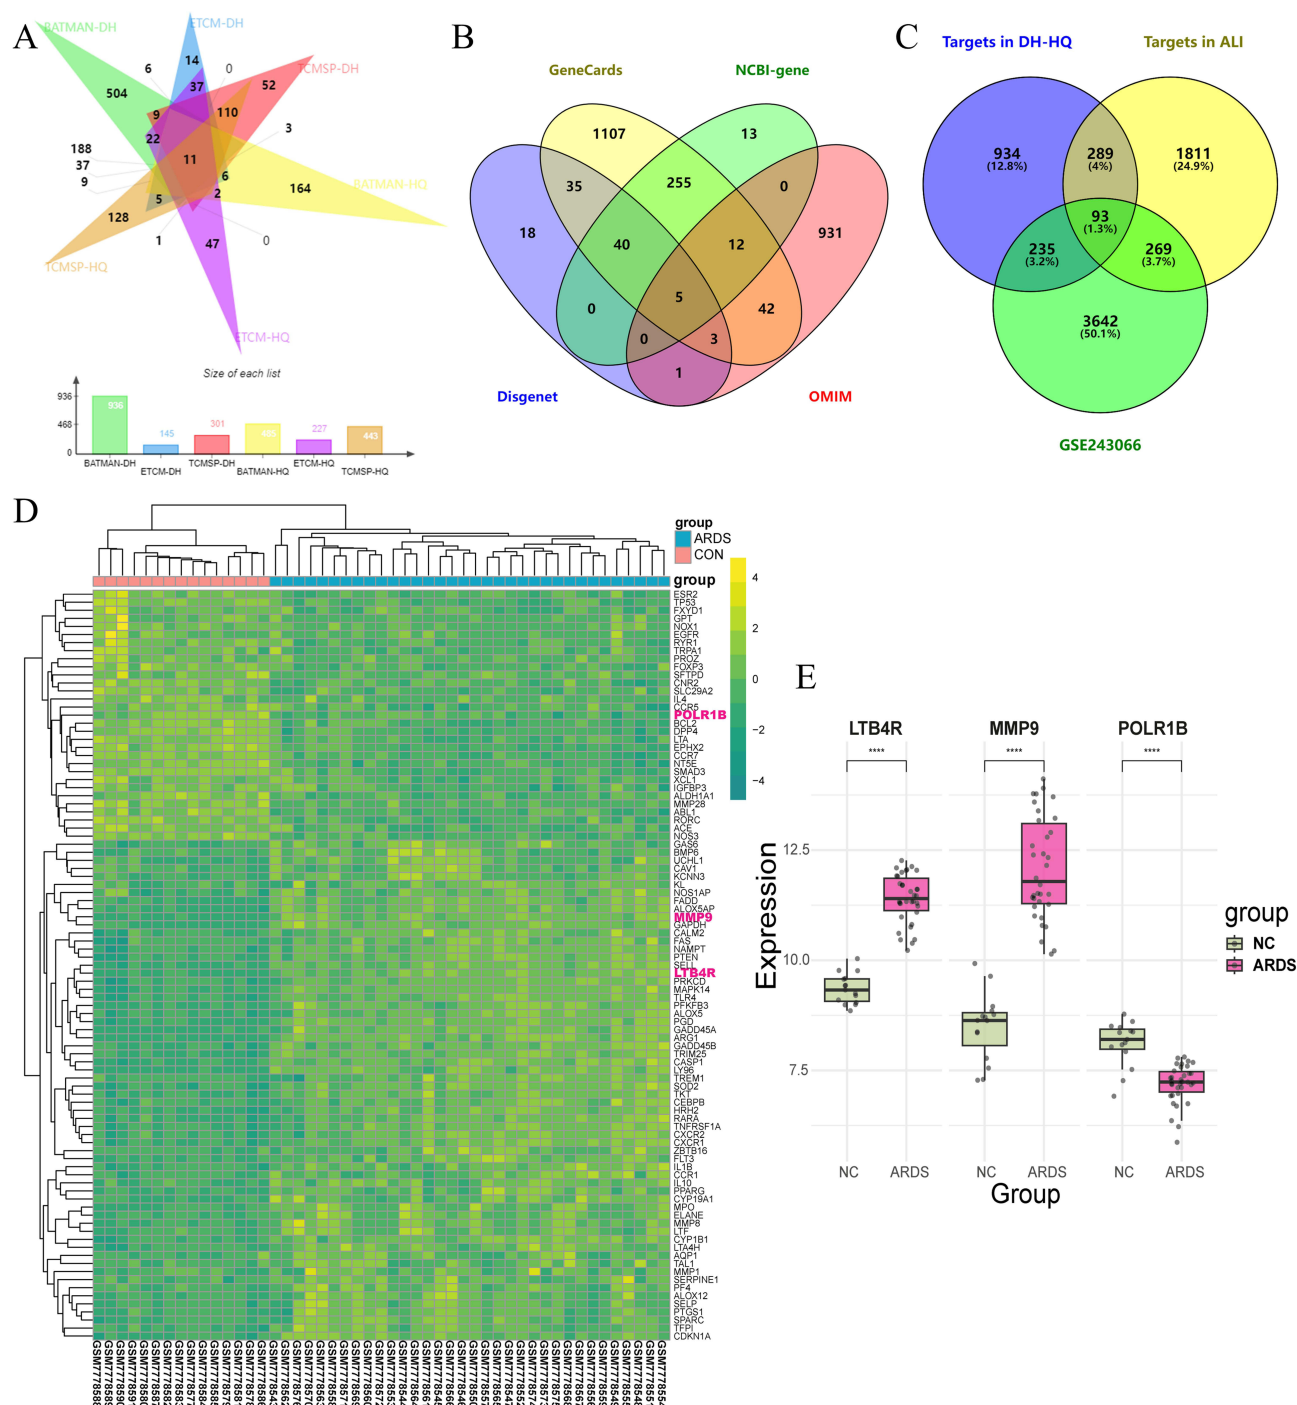 A
BATMAN-DH
ETCM-DH
TCMSP-DH
BATMAN-HQ
ETCM-HQ
TCMSP-HQ
6
14
0
504
37
52
9
110
3
22
188
11
37
9
6
164
5
2
128
1
47
0
Size of each list
936
468
0
936
145
301
227
443
BATMAN-DH
ETCM-DH
TCMSP-DH
BATMAN-HQ
ETCM-HQ
TCMSP-HQ
B
GeneCards
NCBI-gene
1107
13
35
255
0
18
40
12
931
0
5
42
0
3
1
Disgenet
OMIM
C
Targets in DH-HQ
Targets in ALI
934
(12.8%)
289
(4%)
1811
(24.9%)
93
(1.3%)
235
(3.2%)
269
(3.7%)
3642
(50.1%)
GSE243066
D
group
ARDS
CON
group
4
2
0
−2
−4
ESR2
TP53
FXYD1
GPT
NOX1
EGFR
RYR1
TRPA1
PROZ
FOXP3
SFTPD
CNR2
SLC29A2
IL4
CCR5
POLR1B
BCL2
DPP4
LTA
EPHX2
CCR7
NT5E
SMAD3
XCL1
IGFBP3
ALDH1A1
MMP28
ABL1
RORC
ACE
NOS3
GAS6
BMP6
UCHL1
CAV1
KCNN3
KL
NOS1AP
FADD
ALOX5AP
MMP9
GAPDH
CALM2
FAS
NAMPT
PTEN
SELL
LTB4R
PRKCD
MAPK14
TLR4
PFKFB3
ALOX5
PGD
GADD45A
ARG1
GADD45B
TRIM25
CASP1
LY96
TREM1
SOD2
TKT
CEBPB
HRH2
RARA
TNFRSF1A
CXCR2
CXCR1
ZBTB16
FLT3
IL1B
CCR1
IL10
PPARG
CYP19A1
MPO
ELANE
MMP8
LTF
CYP1B1
LTA4H
AQP1
TAL1
MMP1
SERPINE1
PF4
ALOX12
SELP
PTGS1
SPARC
TFPI
CDKN1A
E
LTB4R
MMP9
POLR1B
****
****
****
12.5
10.0
7.5
Expression
NC
ARDS
NC
ARDS
NC
ARDS
Group
group
NC
ARDS